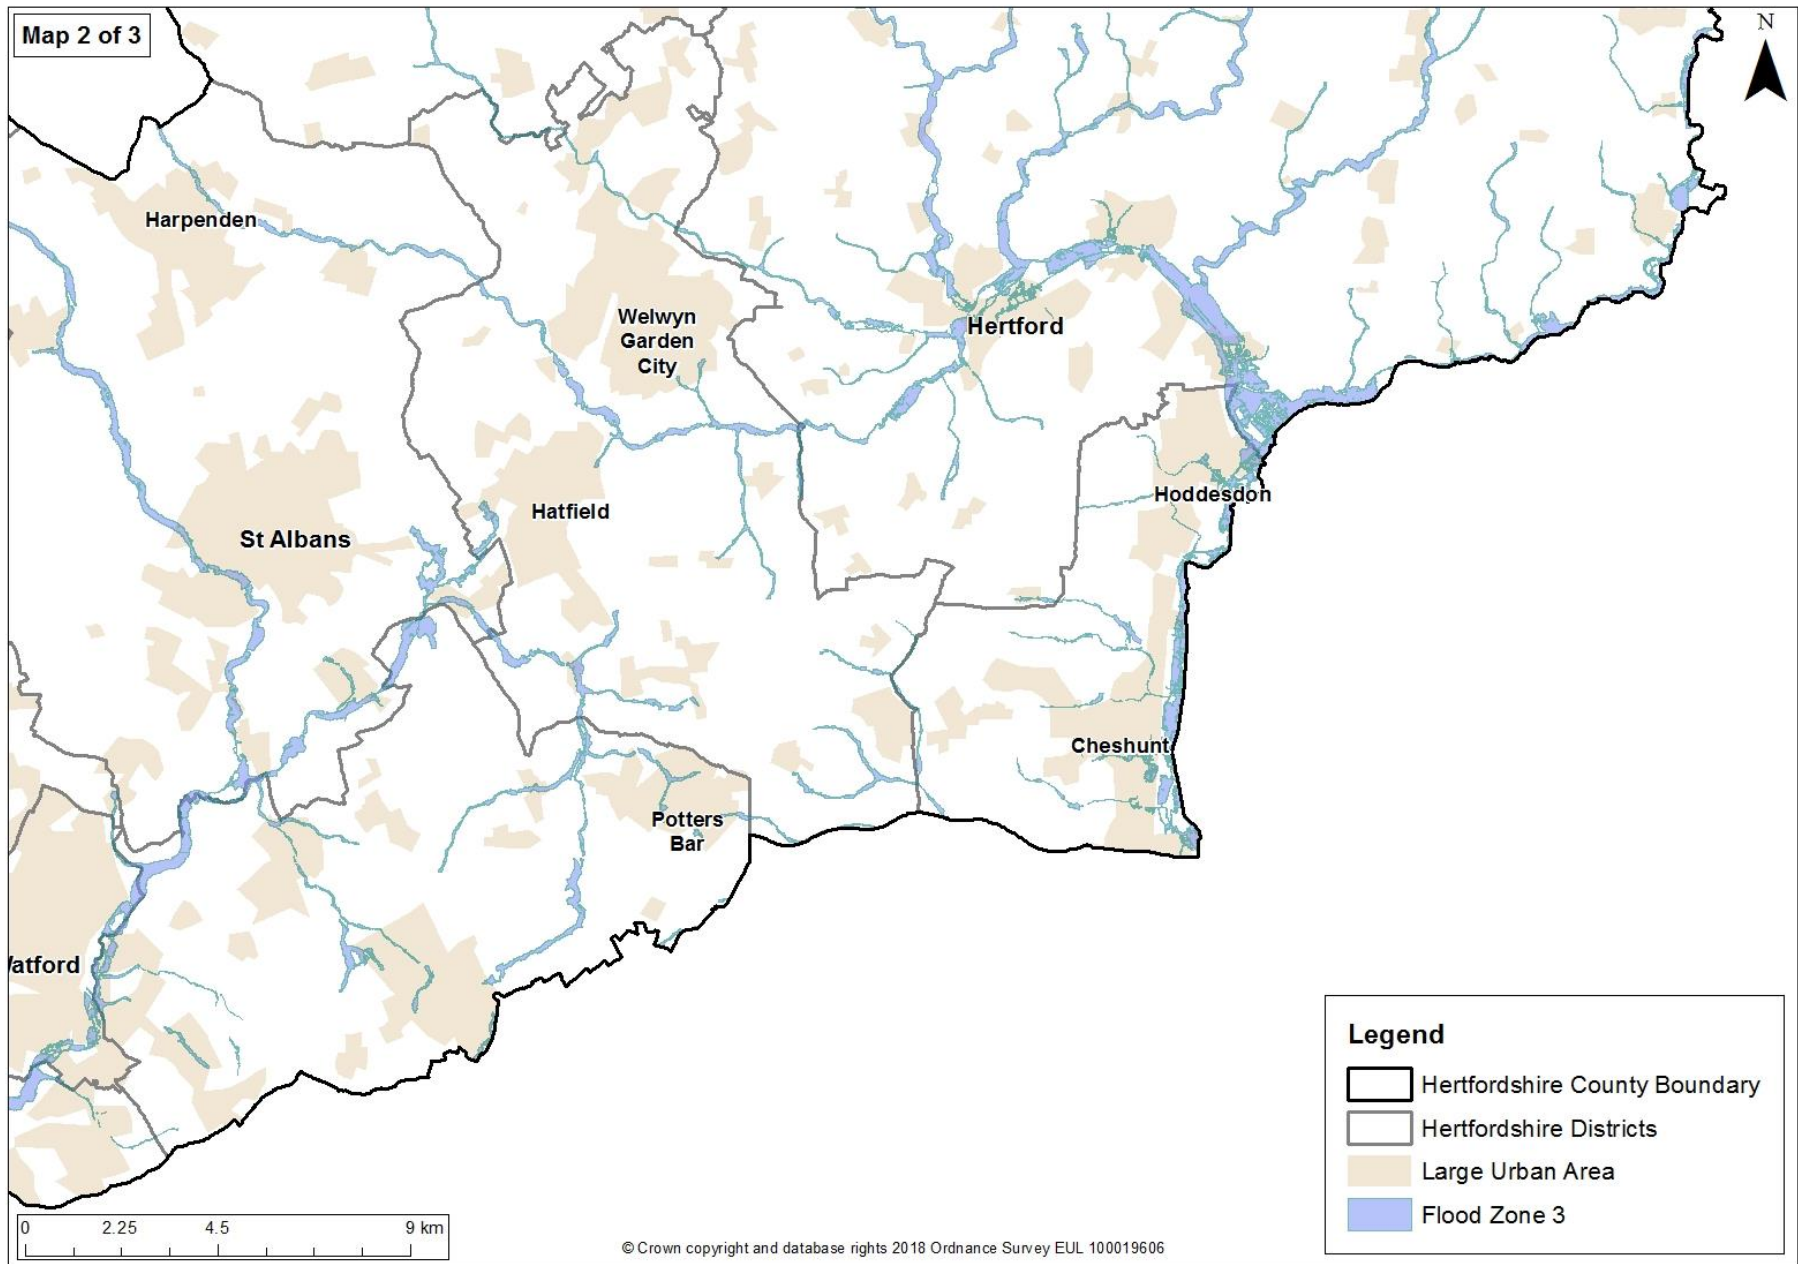 Map 2 of 3
N
Harpenden
Welwyn
Garden
City
Hertford
Hoddesdon
Hatfield
St Albans
Cheshunt
Potters
Bar
atford
Legend
Hertfordshire County Boundary
Hertfordshire Districts
Large Urban Area
Flood Zone 3
0 2.25 4.5 9 km
© Crown copyright and database rights 2018 Ordnance Survey EUL 100019606